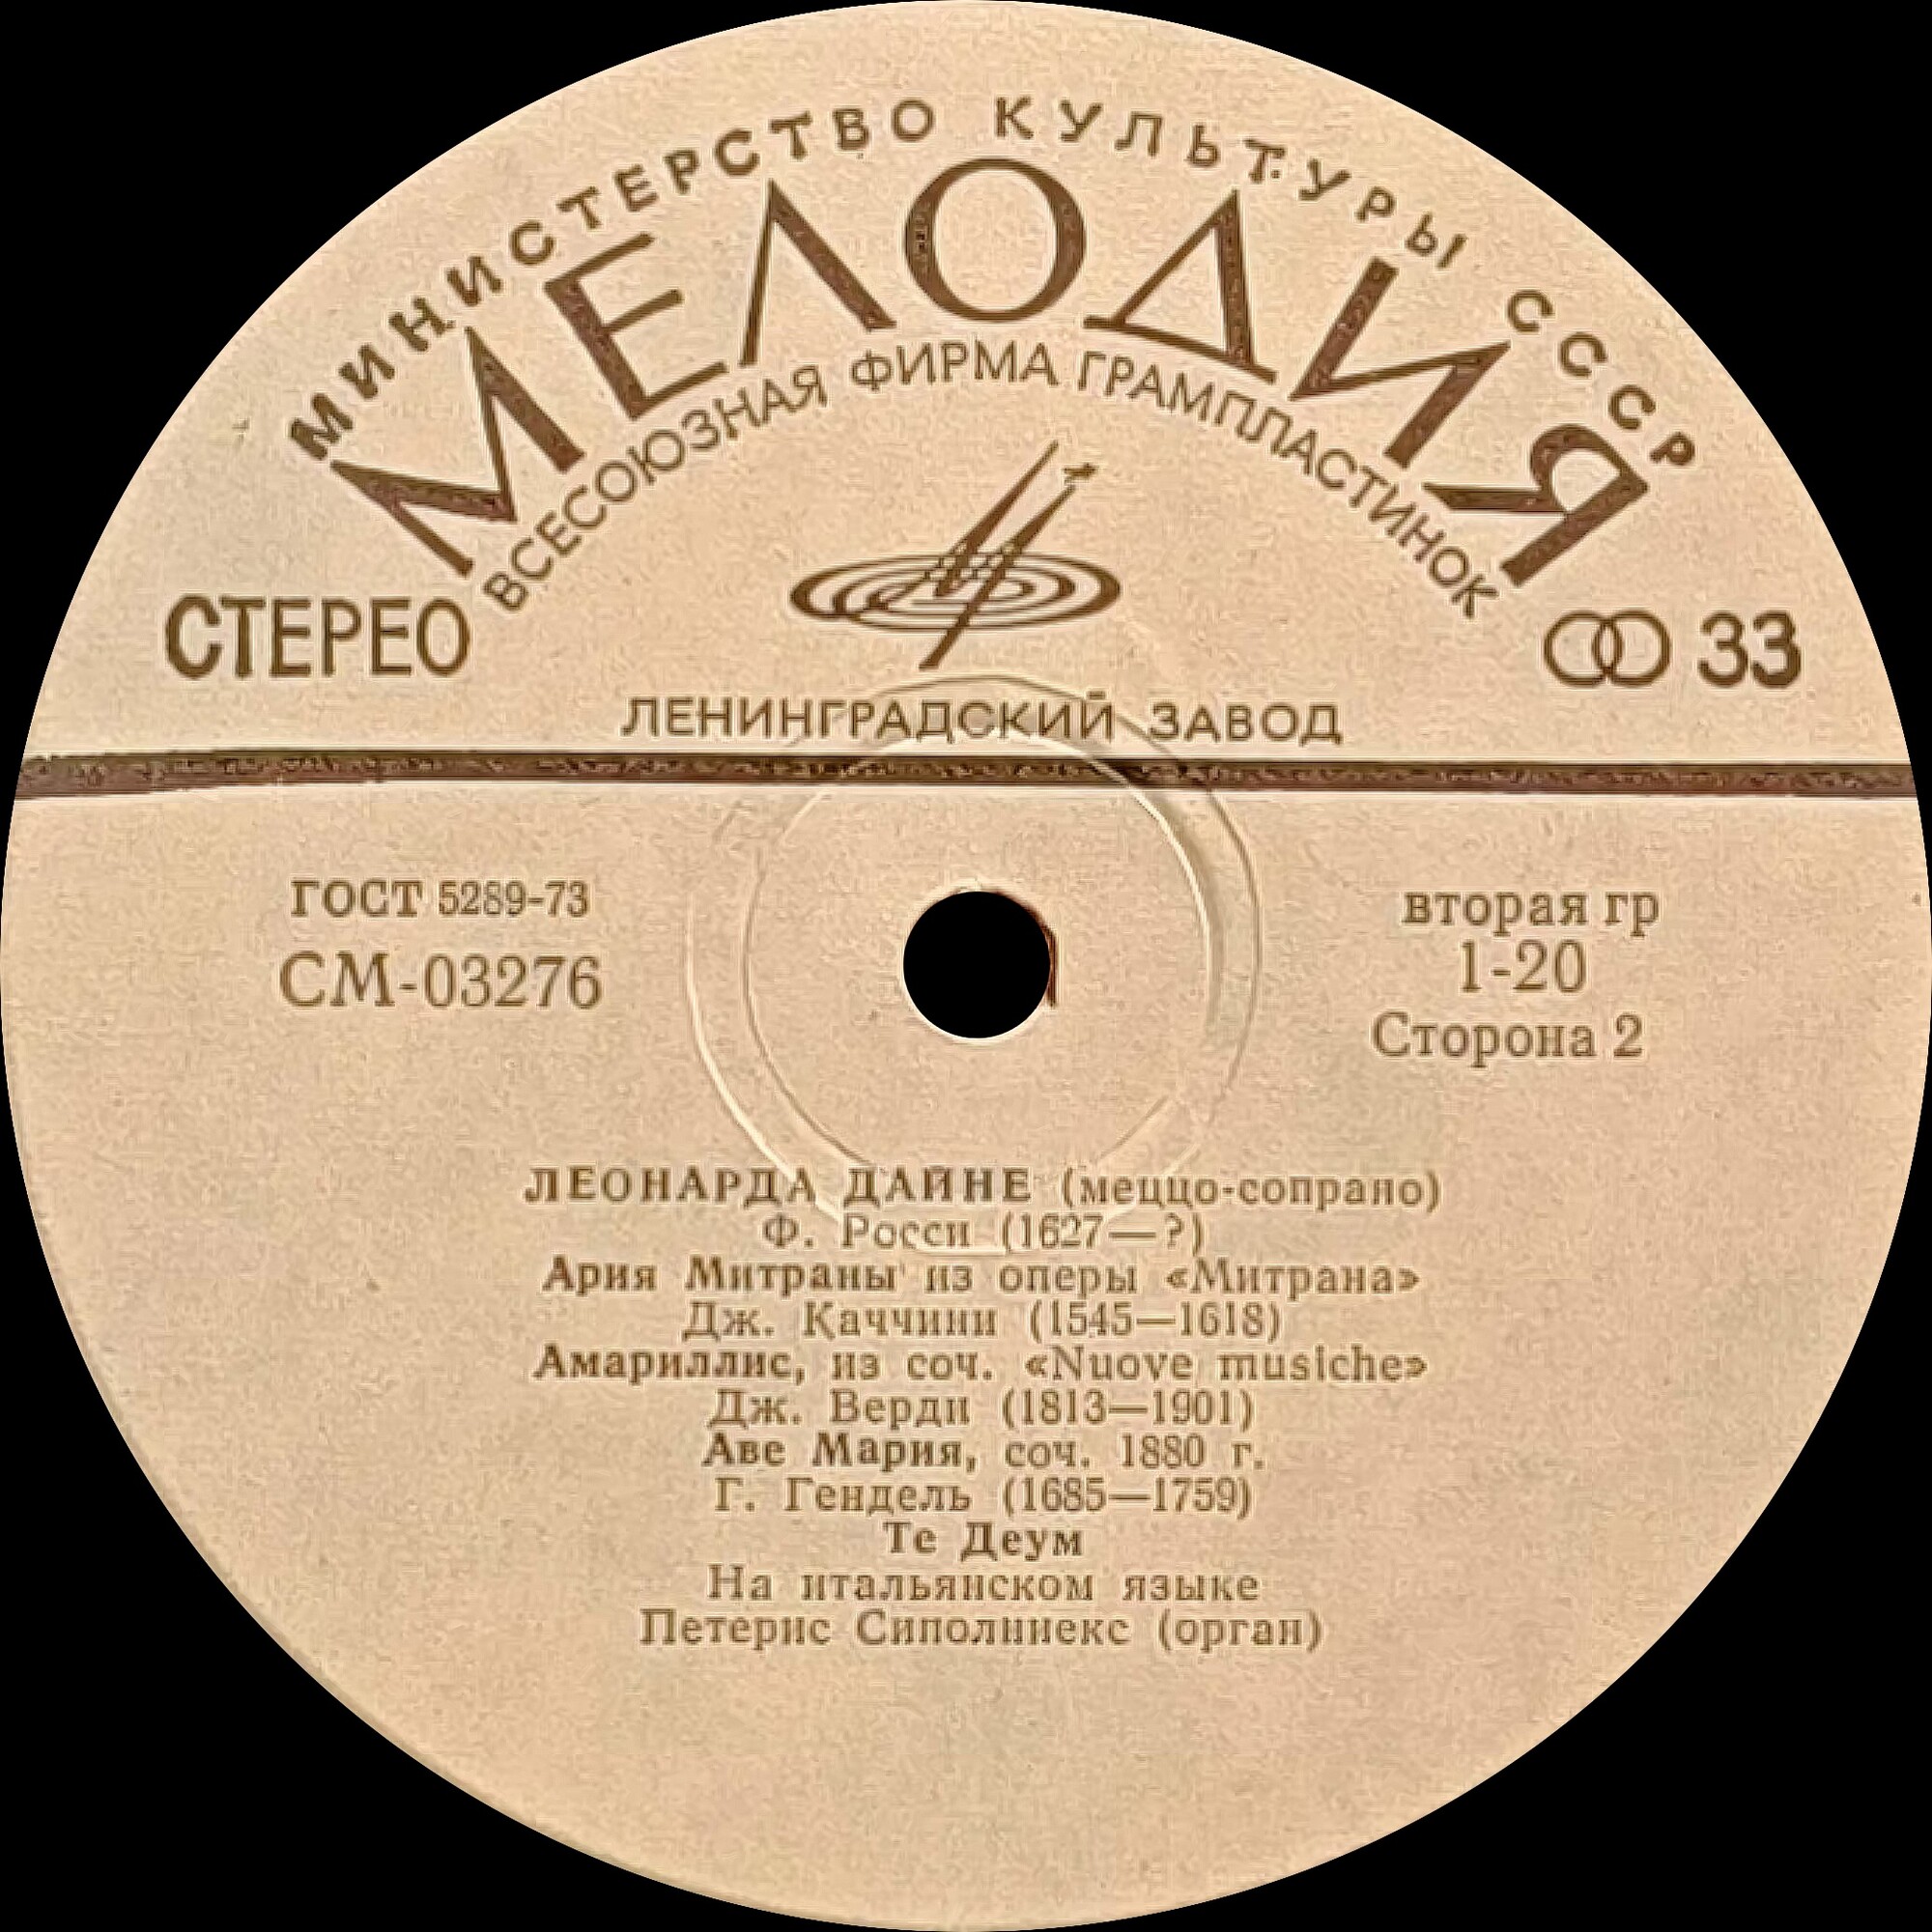 МИНИСТЕРСТВО КУЛЬТУРЫ СССР
МЕЛОДИЯ
ВСЕСОЮЗНАЯ ФИРМА ГРАМПЛАСТИНОК
СТЕРЕО
33
ЛЕНИНГРАДСКИЙ ЗАВОД
ГОСТ 5289-73
СМ-03276
вторая гр
1-20
Сторона 2
ЛЕОНАРДА ДАЙНЕ (меццо-сопрано)
Ф. Росси (1627—?)
Ария Митраны из оперы «Митрана»
Дж. Каччини (1545—1618)
Амариллис, из соч. «Nuove musiche»
Дж. Верди (1813—1901)
Аве Мария, соч. 1880 г.
Г. Гендель (1685—1759)
Те Деум
На итальянском языке
Петерис Сиполниекс (орган)